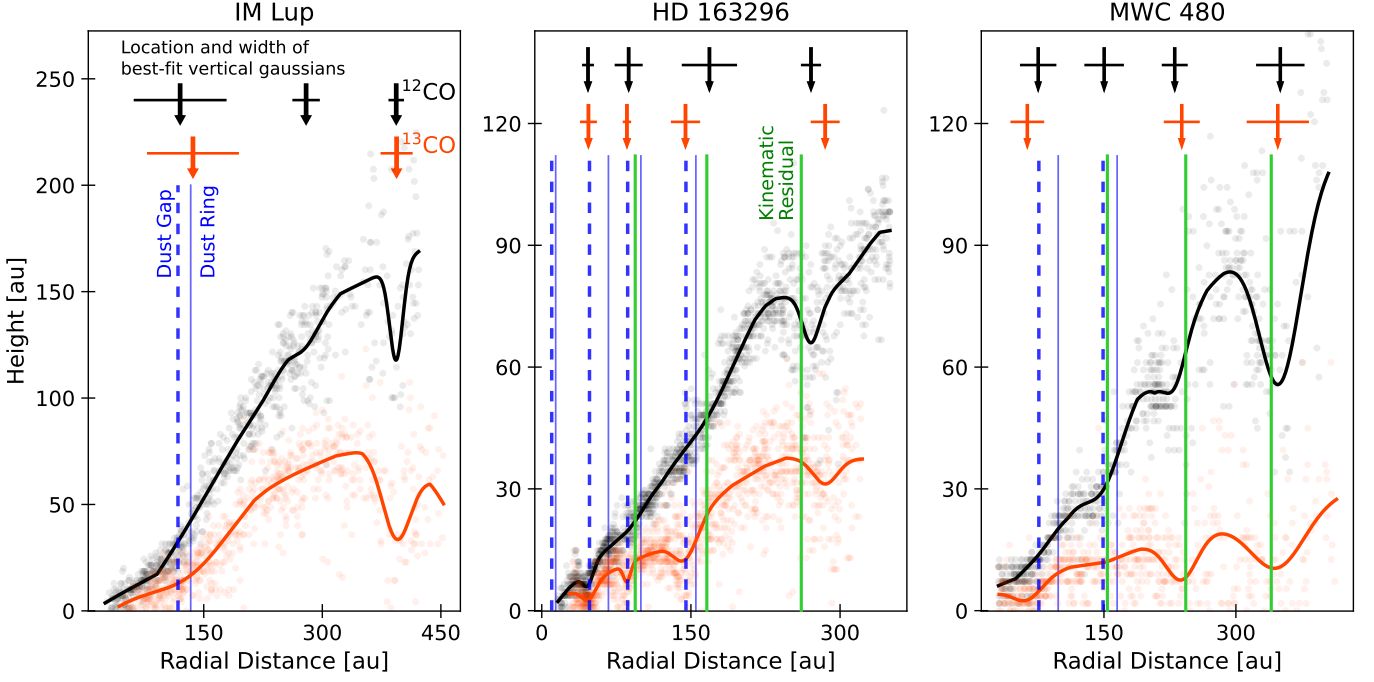 IM Lup
HD 163296
MWC 480
Location and width of
best-fit vertical gaussians
¹²CO
¹³CO
Dust Gap
Dust Ring
Kinematic
Residual
Height [au]
250
200
150
100
50
0
150
300
450
Radial Distance [au]
120
90
60
30
0
0
150
300
Radial Distance [au]
120
90
60
30
0
150
300
Radial Distance [au]